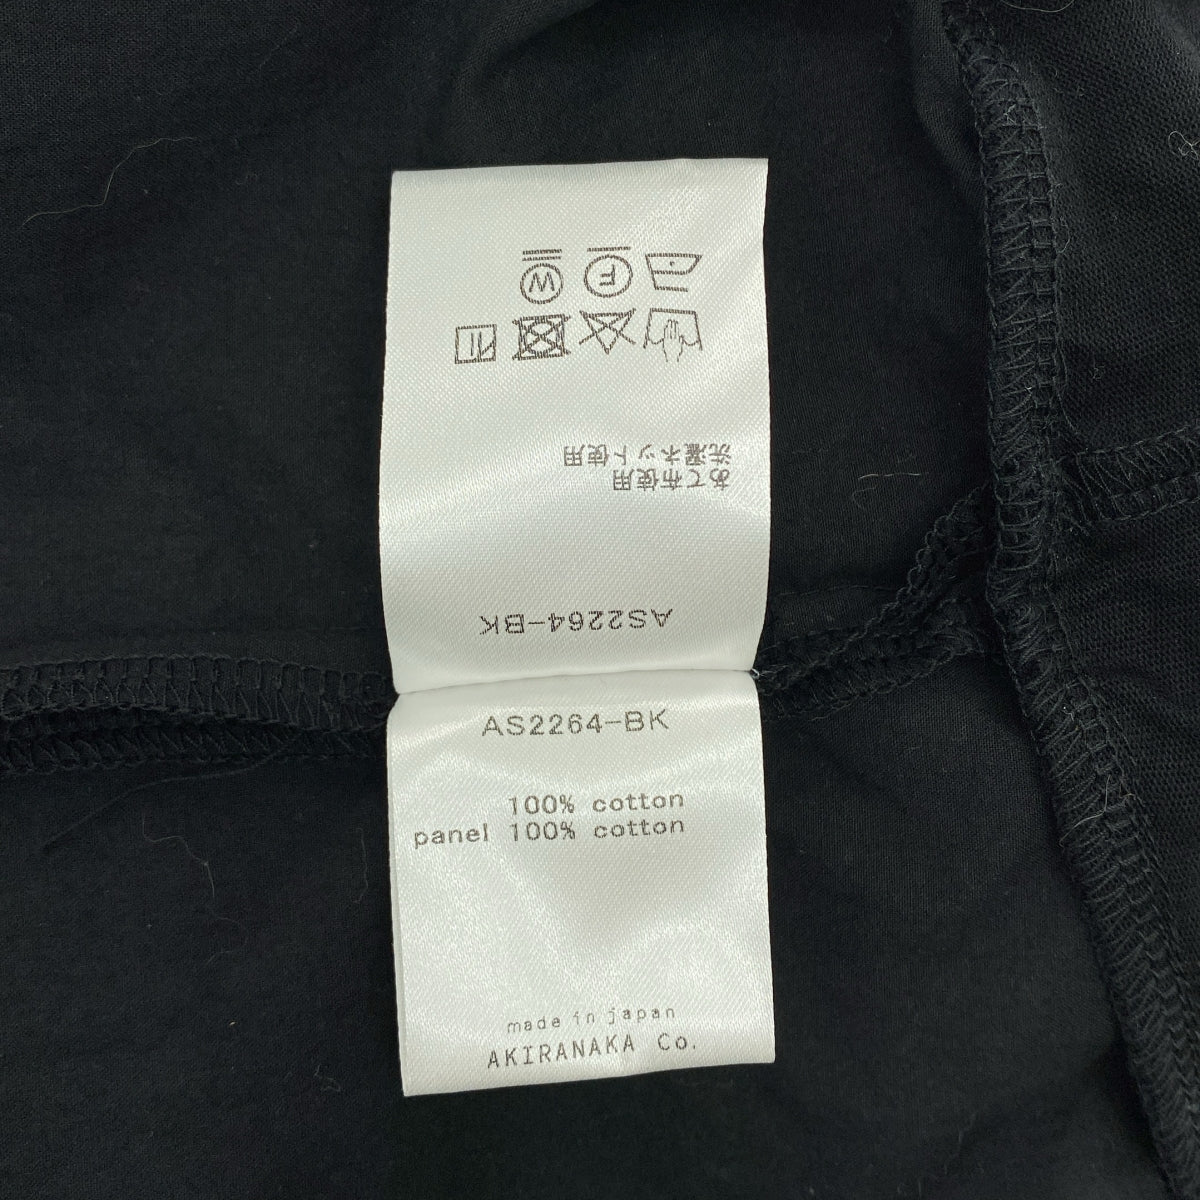 AS2264-BK
あて布使用
洗濯ネット使用
F
W
AS2264-BK
100% cotton
panel 100% cotton
made in japan
AKIRANAKA Co.